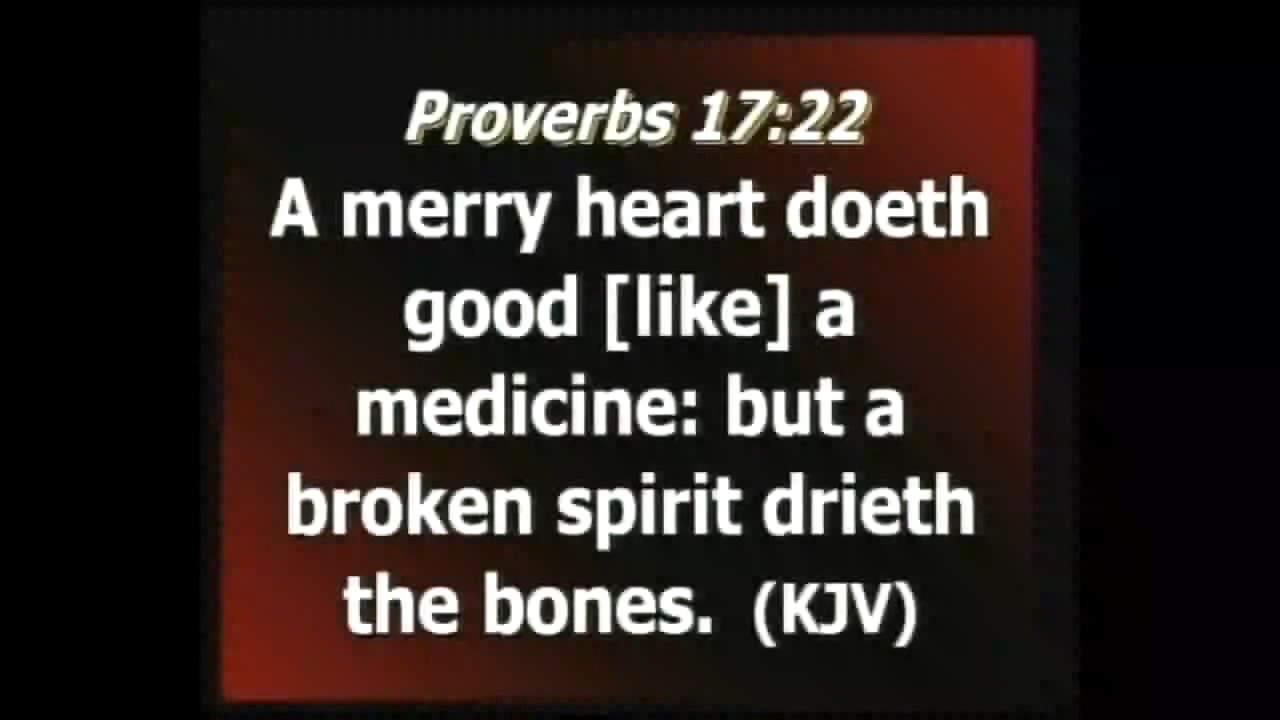 Proverbs 17:22
A merry heart doeth
good [like] a
medicine: but a
broken spirit drieth
the bones. (KJV)